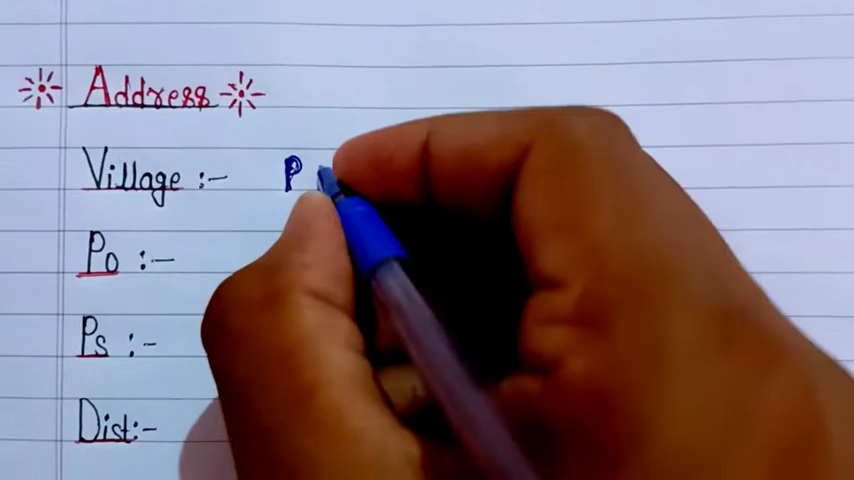 Address
Village :- P
Po :-
Ps :-
Dist:-